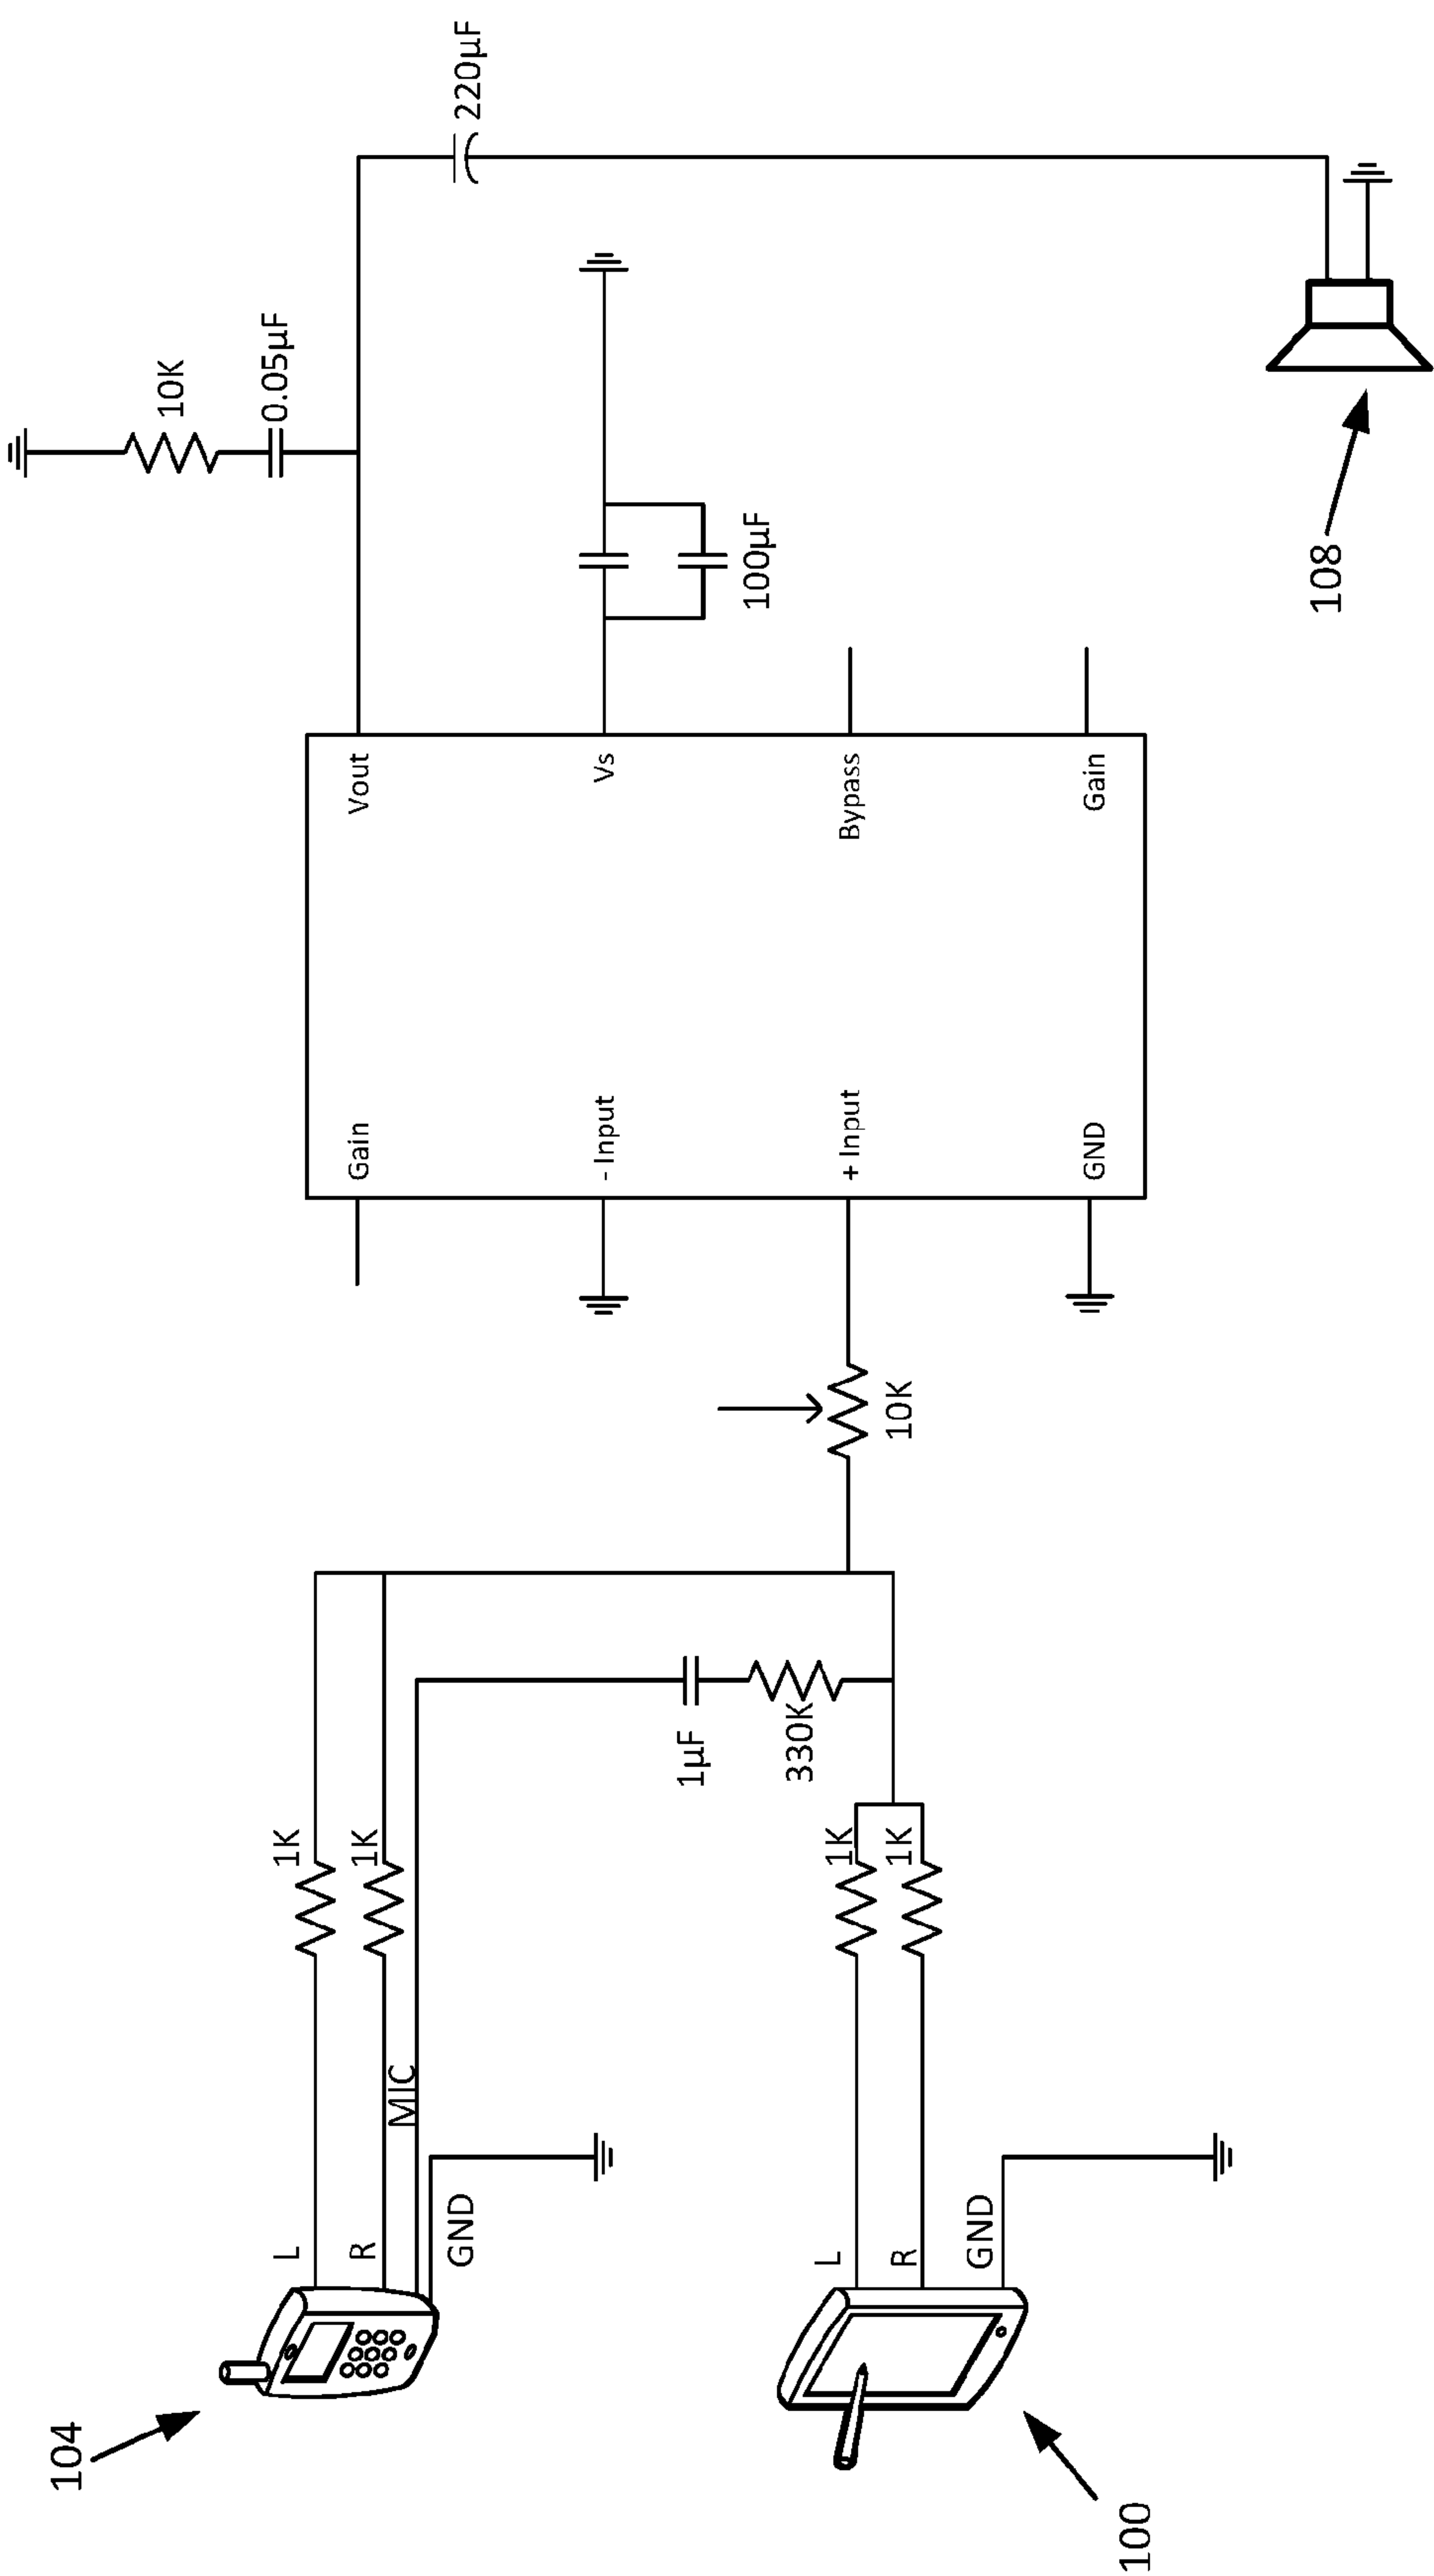 104
L
R
MIC
GND
1K
1K
1µF
330K
100
L
R
GND
1K
1K
10K
Gain
- Input
+ Input
GND
Vout
Vs
Bypass
Gain
10K
0.05µF
220µF
100µF
108